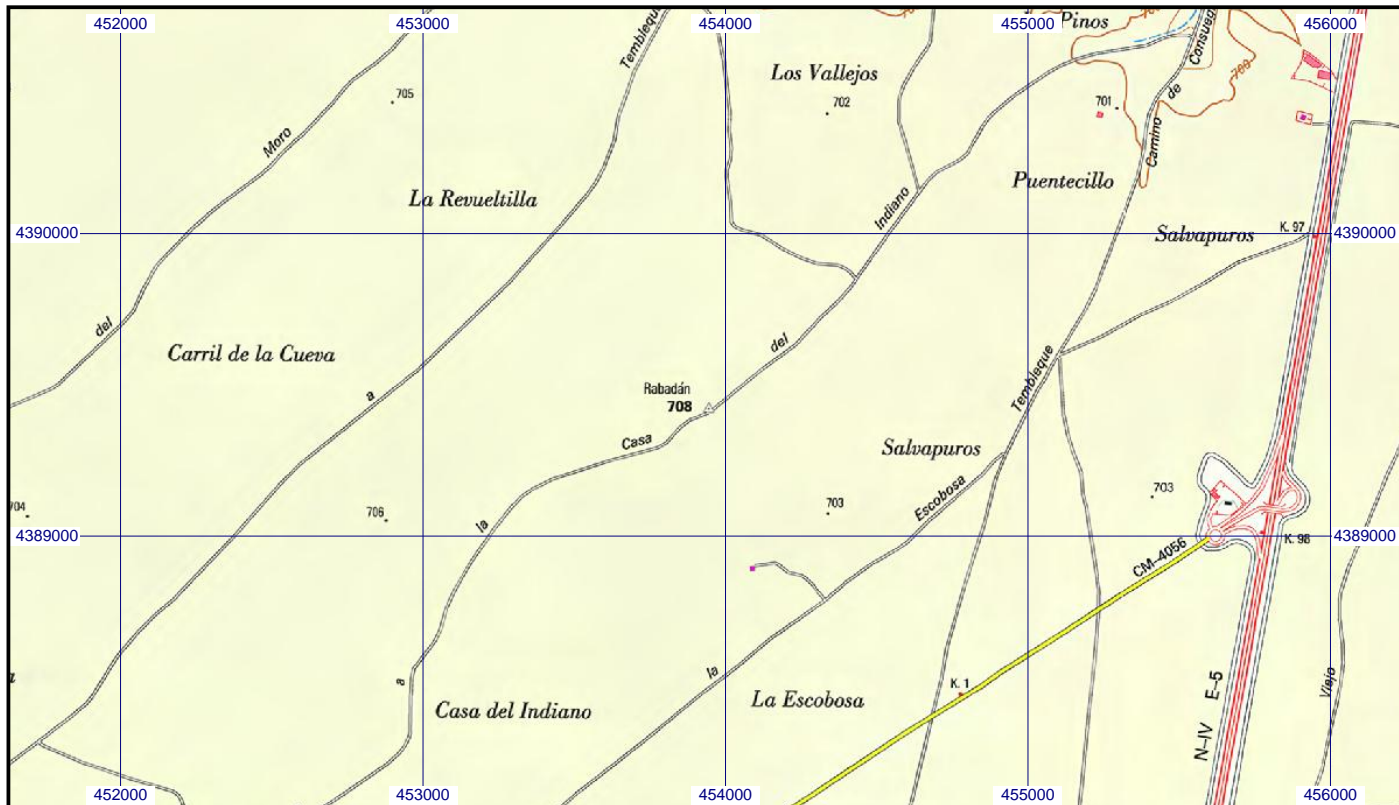 452000
453000
454000
455000
456000
Tembleque
Pinos
Consuegra
Los Vallejos
700
705
702
701
de
Moro
Camino
Puentecillo
La Revueltilla
Indiano
4390000
K. 97
4390000
Salvapuros
del
del
Carril de la Cueva
Tembleque
Rabadán
708
a
Casa
Salvapuros
Escobosa
703
704
706
la
703
4389000
K. 98
4389000
CM-4056
la
a
K. 1
E-5
Viejo
Casa del Indiano
La Escobosa
N-IV
452000
453000
454000
455000
456000